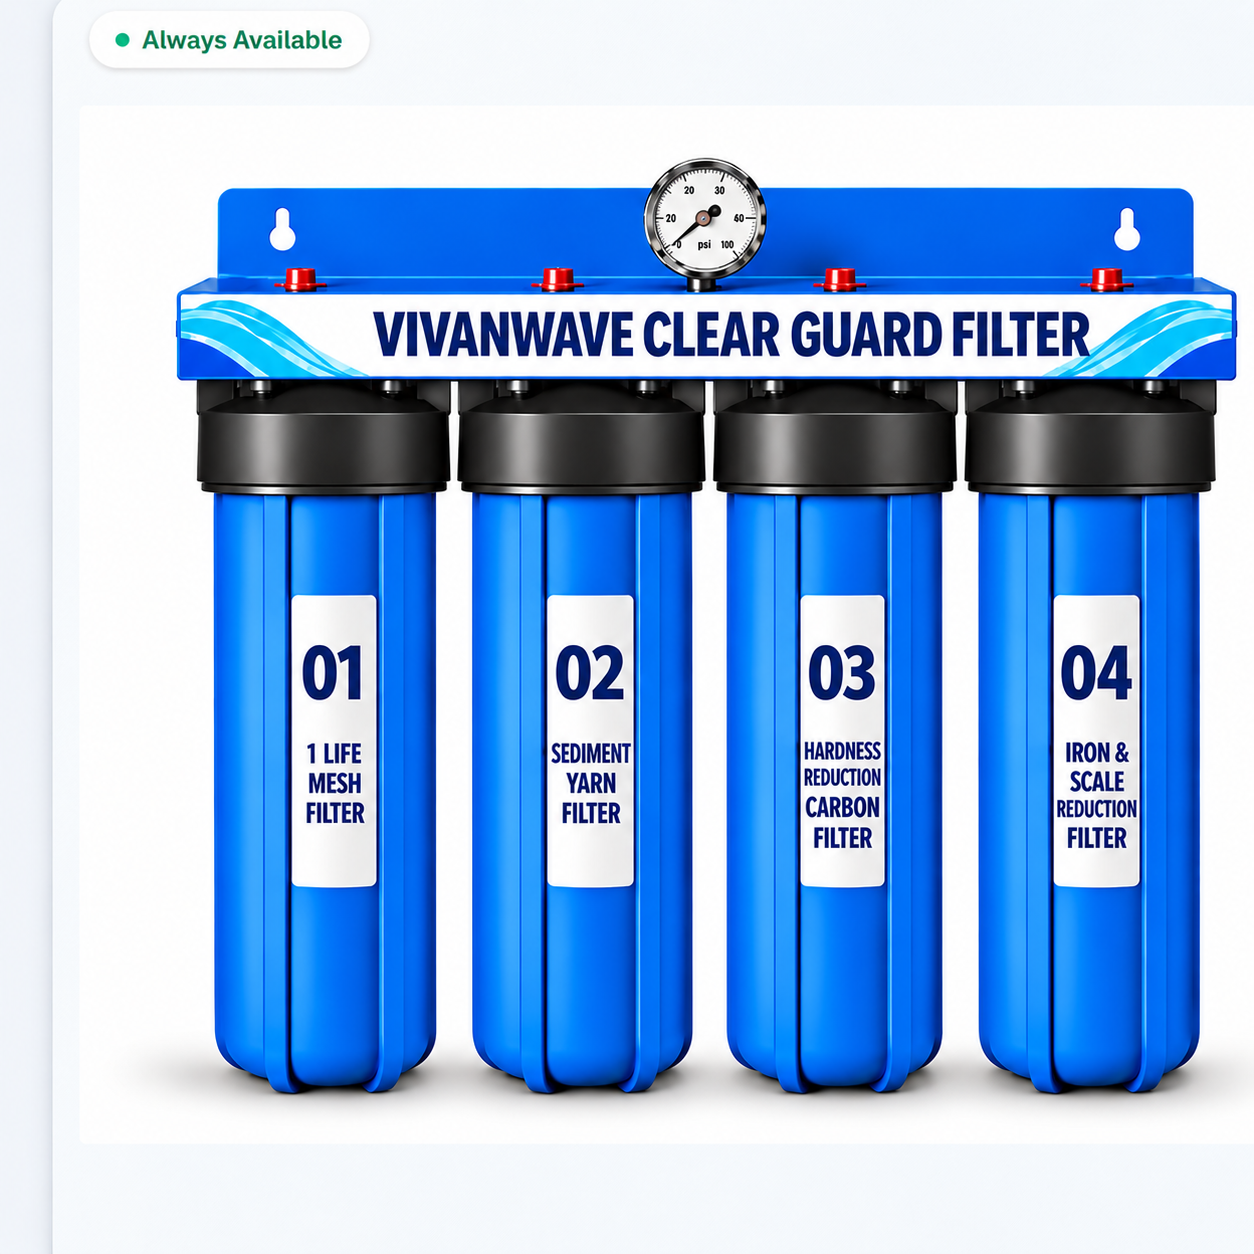 Always Available
20 30
20 60
0 psi 100
VIVANWAVE CLEAR GUARD FILTER
01
1 LIFE
MESH
FILTER
02
SEDIMENT
YARN
FILTER
03
HARDNESS
REDUCTION
CARBON
FILTER
04
IRON &
SCALE
REDUCTION
FILTER